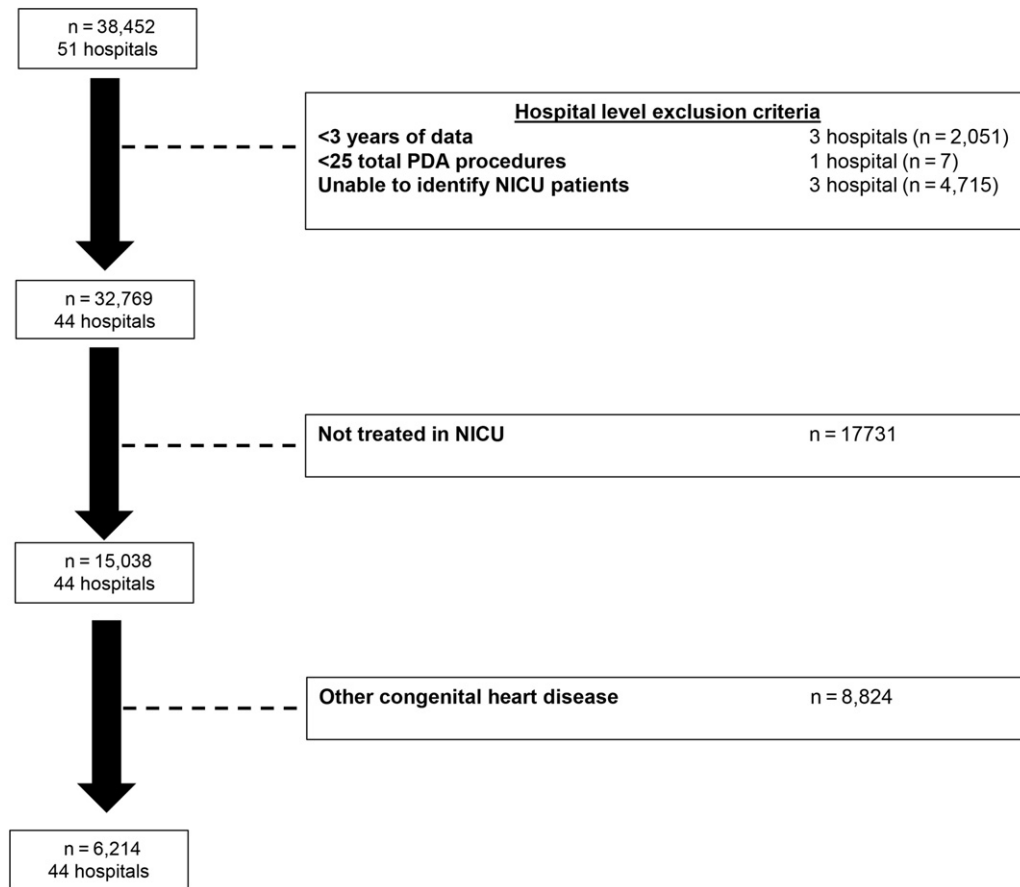 n = 38,452
51 hospitals
Hospital level exclusion criteria
<3 years of data 3 hospitals (n = 2,051)
<25 total PDA procedures 1 hospital (n = 7)
Unable to identify NICU patients 3 hospital (n = 4,715)
n = 32,769
44 hospitals
Not treated in NICU n = 17731
n = 15,038
44 hospitals
Other congenital heart disease n = 8,824
n = 6,214
44 hospitals